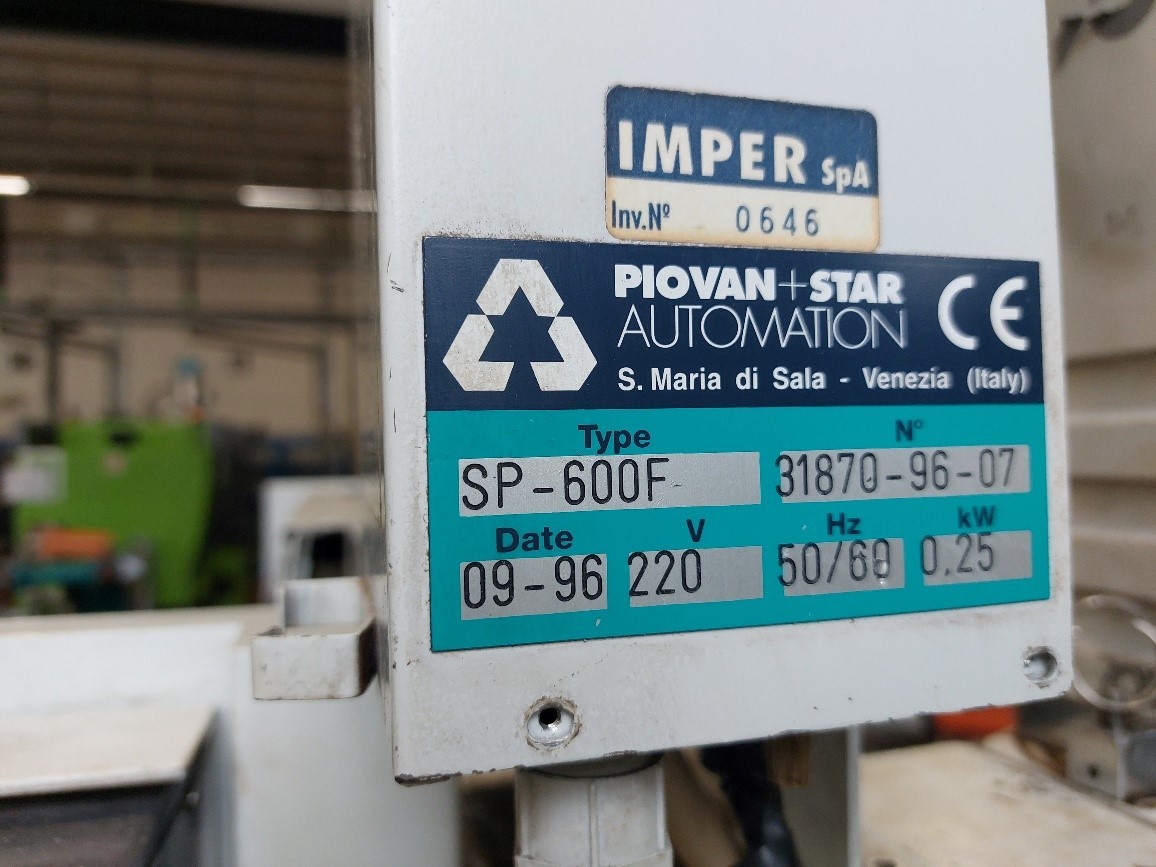 IMPER SpA
Inv.Nº 0646
PIOVAN+STAR
AUTOMATION
CE
S. Maria di Sala - Venezia (Italy)
Type N°
SP-600F 31870-96-07
Date V Hz kW
09-96 220 50/60 0.25